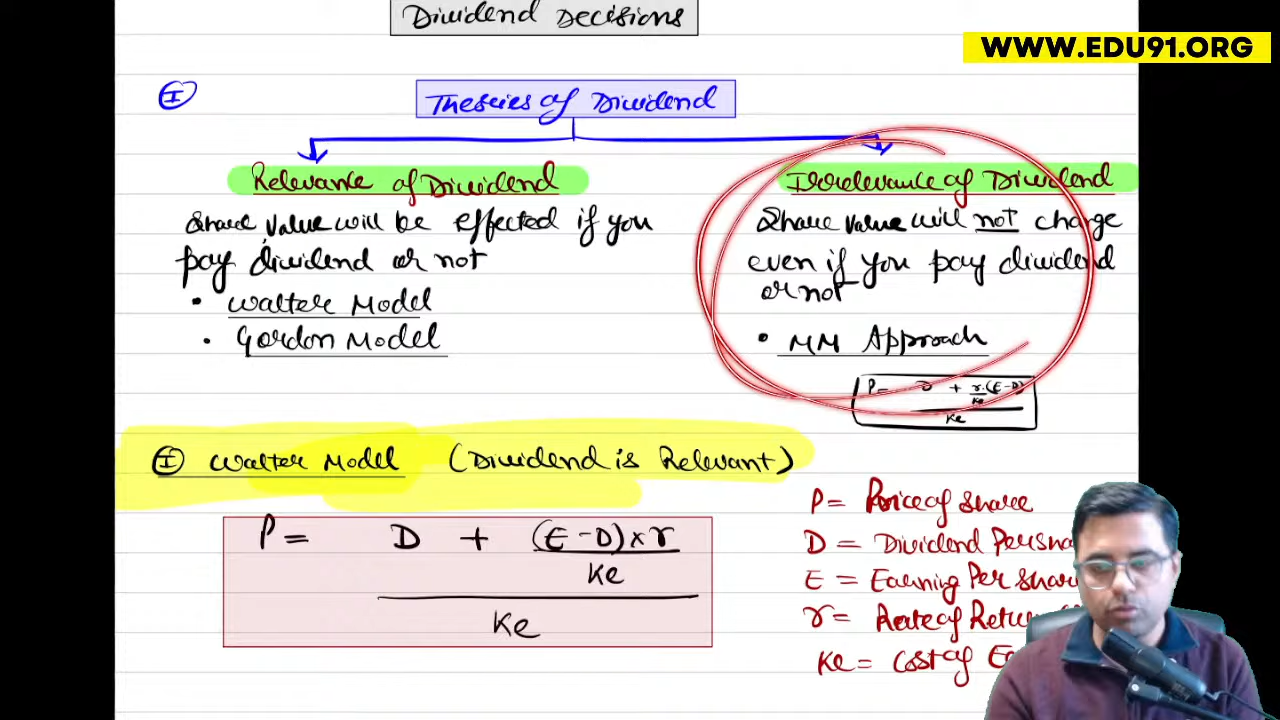 Dividend Decisions
WWW.EDU91.ORG
I
Theories of Dividend
Relevance of Dividend
Share value will be effected if you
pay dividend or not
• Walter Model
• Gordon Model
Irrelevance of Dividend
Share value will not change
even if you pay dividend
or not
• MM Approach
P = D + r/Ke (E-D)
Ke
I Walter Model (Dividend is Relevant)
P = D + (E-D)×r
Ke
Ke
P = Price of share
D = Dividend Per
E = Earning Per
r = Rate of
Ke = Cost of